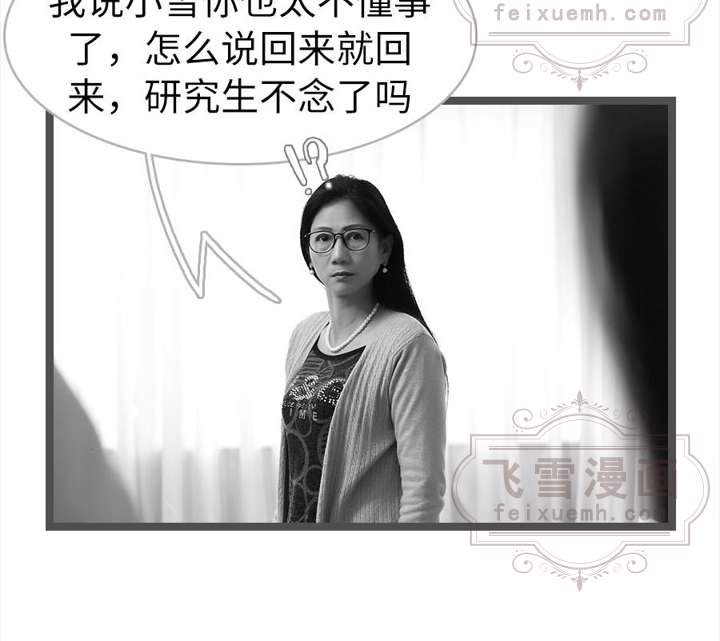 我说小雪你也太不懂事
了，怎么说回来就回
来，研究生不念了吗
feixuemh.com
!?
IME
飞雪漫画
feixuemh.com